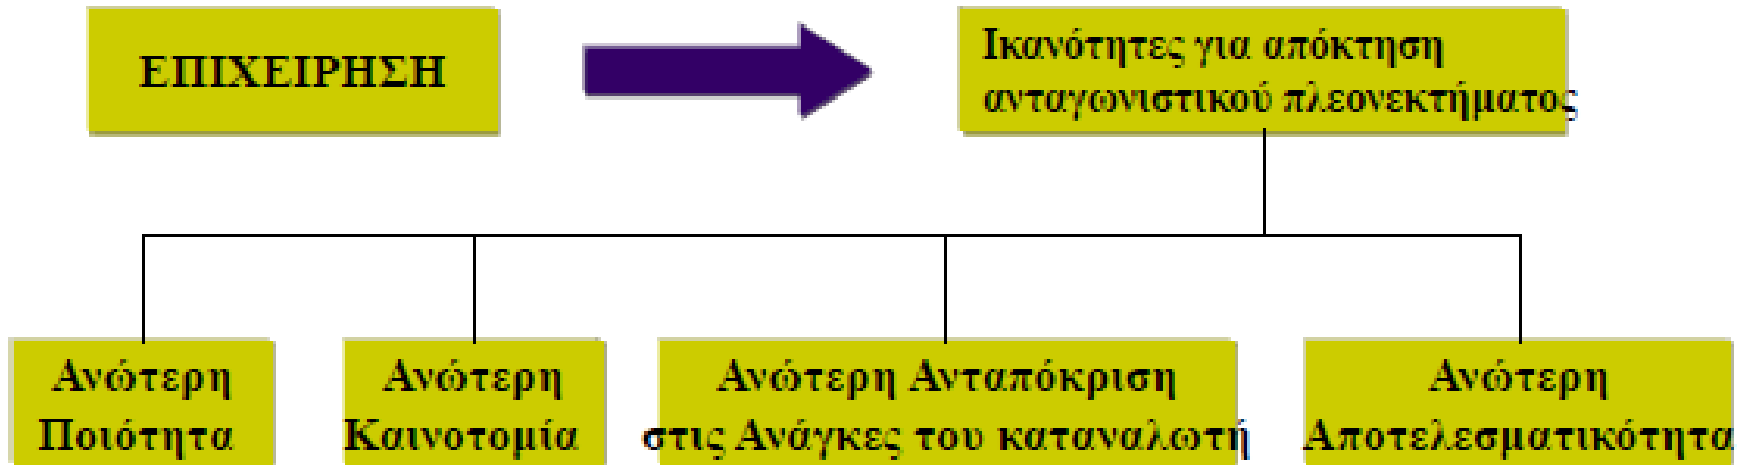 ΕΠΙΧΕΙΡΗΣΗ
Ικανότητες για απόκτηση
ανταγωνιστικού πλεονεκτήματος
Ανώτερη
Ποιότητα
Ανώτερη
Καινοτομία
Ανώτερη Ανταπόκριση
στις Ανάγκες του καταναλωτή
Ανώτερη
Αποτελεσματικότητα